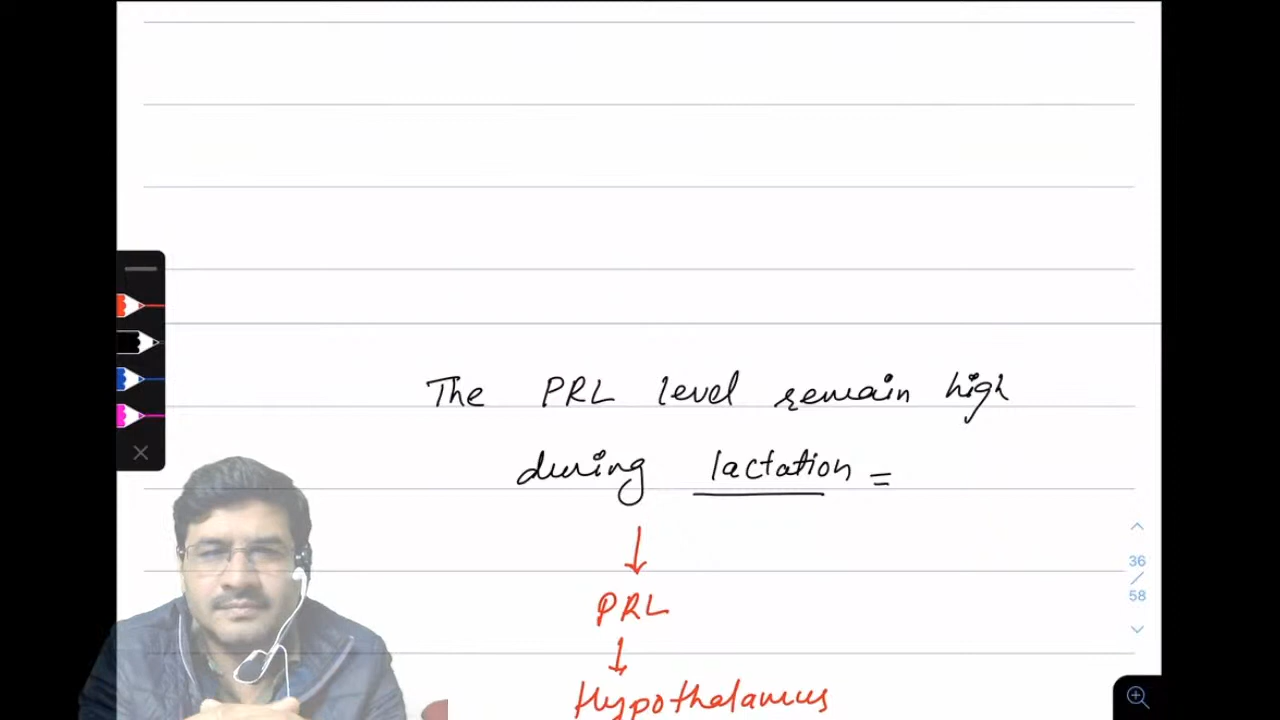 The PRL level remain high
during lactation =
↓
PRL
↓
Hypothalamus
36
/
58